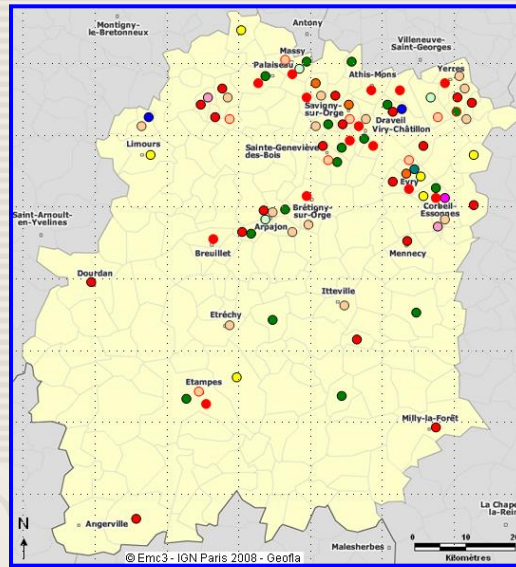 Montigny-
le-Bretonneux
Antony
Massy
Palaiseau
Villeneuve-
Saint-Georges
Athis-Mons
Yerres
Savigny-
sur-Orge
Draveil
Viry-Châtillon
Limours
Sainte-Geneviève
des-Bois
Evry
Brétigny-
sur-Orge
Corbeil-
Essonnes
Saint-Arnoult-
en-Yvelines
Arpajon
Breuillet
Mennecy
Dourdan
Itteville
Etréchy
Etampes
Milly-la-Forêt
La Chape
la-Rein
Angerville
Malesherbes
N
0 10 20
Kilomètres
© Emc3 - IGN Paris 2008 - Geofla